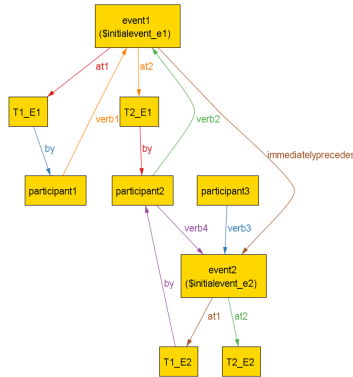 event1
($initialevent_e1)
at1
at2
T1_E1
T2_E1
verb1
verb2
by
by
immediatelyprecedes
participant1
participant2
participant3
verb4
verb3
event2
($initialevent_e2)
by
at1
at2
T1_E2
T2_E2